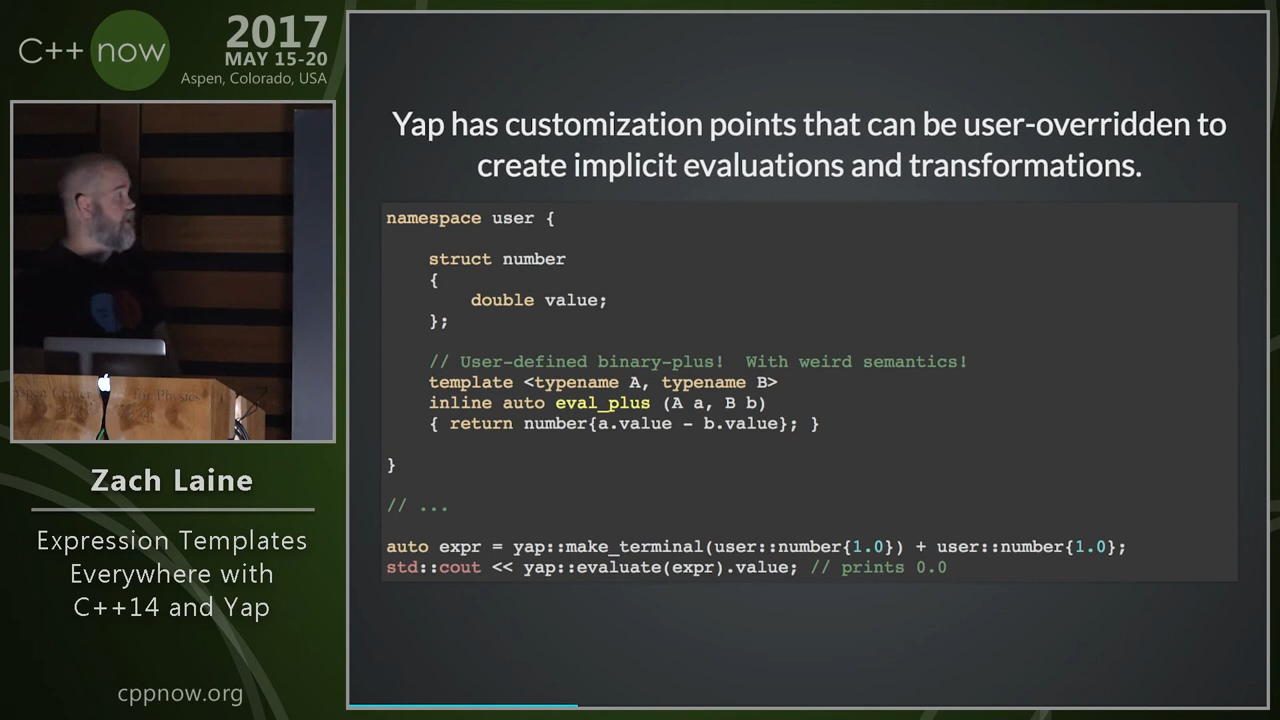 C++ now
2017
MAY 15-20
Aspen, Colorado, USA
Zach Laine
Expression Templates
Everywhere with
C++14 and Yap
cppnow.org
Yap has customization points that can be user-overridden to
create implicit evaluations and transformations.
namespace user {
struct number
{
double value;
};
// User-defined binary-plus!  With weird semantics!
template <typename A, typename B>
inline auto eval_plus (A a, B b)
{ return number{a.value - b.value}; }
}
// ...
auto expr = yap::make_terminal(user::number{1.0}) + user::number{1.0};
std::cout << yap::evaluate(expr).value; // prints 0.0